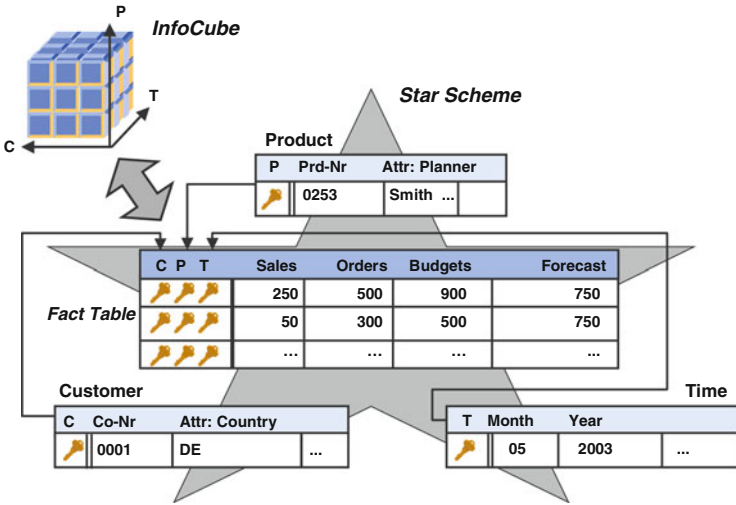 P
InfoCube
T
C
Star Scheme
Product
P Prd-Nr Attr: Planner
0253 Smith ...
C P T Sales Orders Budgets Forecast
250 500 900 750
Fact Table
50 300 500 750
... ... ... ...
Customer
C Co-Nr Attr: Country
0001 DE ...
Time
T Month Year
05 2003 ...